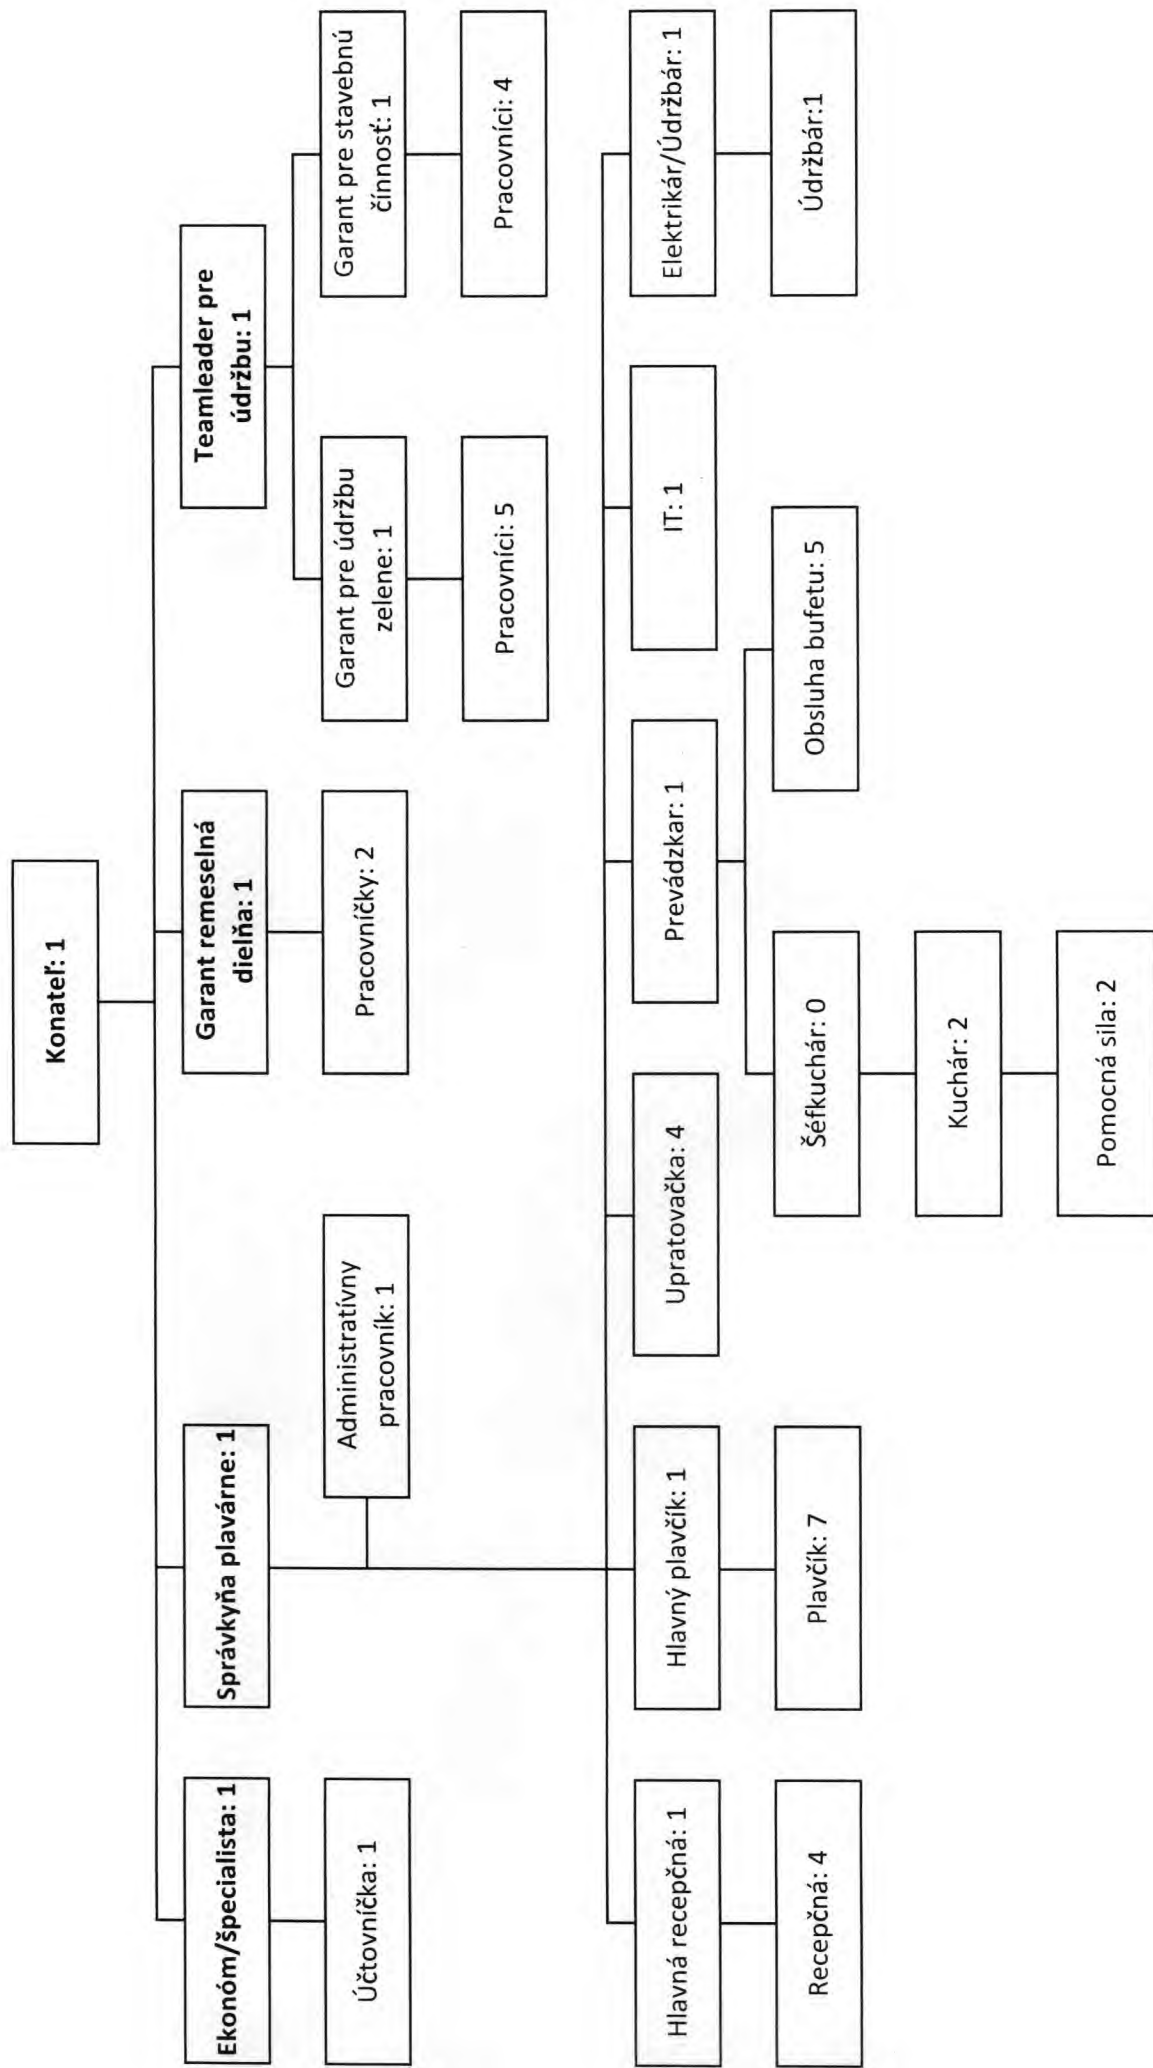 Konateľ: 1
Ekonóm/špecialista: 1
Správkyňa plavárne: 1
Garant remeselná
dielňa: 1
Teamleader pre
údržbu: 1
Účtovníčka: 1
Administratívny
pracovník: 1
Pracovníčky: 2
Garant pre údržbu
zelene: 1
Garant pre stavebnú
čínnosť: 1
Pracovníci: 5
Pracovníci: 4
Hlavná recepčná: 1
Hlavný plavčík: 1
Upratovačka: 4
Prevádzkar: 1
IT: 1
Elektrikár/Údržbár: 1
Recepčná: 4
Plavčík: 7
Šéfkuchár: 0
Obsluha bufetu: 5
Údržbár:1
Kuchár: 2
Pomocná sila: 2